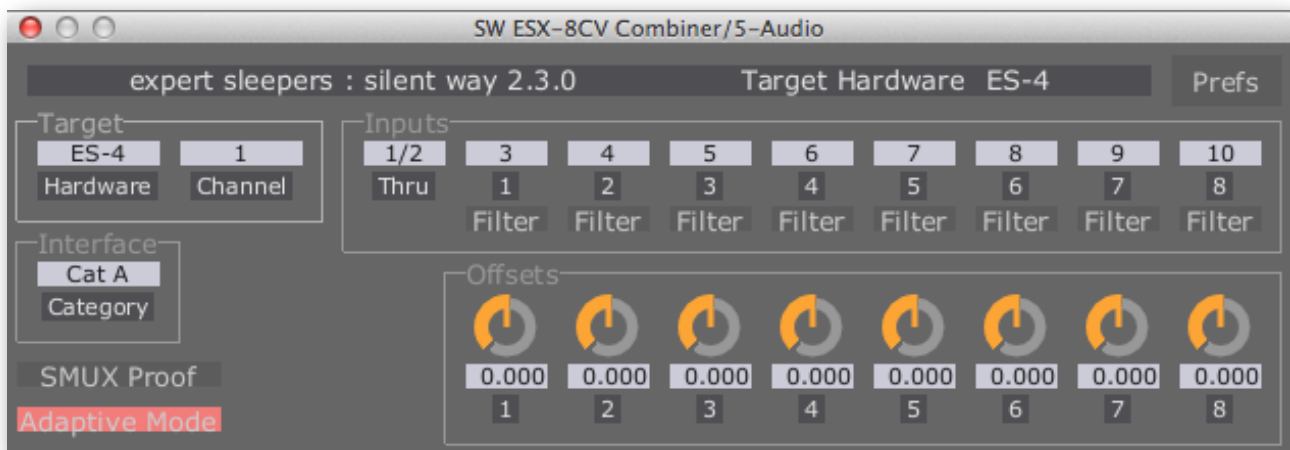 SW ESX-8CV Combiner/5-Audio
expert sleepers : silent way 2.3.0 Target Hardware ES-4 Prefs
Target Inputs
ES-4 1 1/2 3 4 5 6 7 8 9 10
Hardware Channel Thru 1 2 3 4 5 6 7 8
Filter Filter Filter Filter Filter Filter Filter Filter
Interface
Cat A Offsets
Category
SMUX Proof 0.000 0.000 0.000 0.000 0.000 0.000 0.000 0.000
Adaptive Mode 1 2 3 4 5 6 7 8